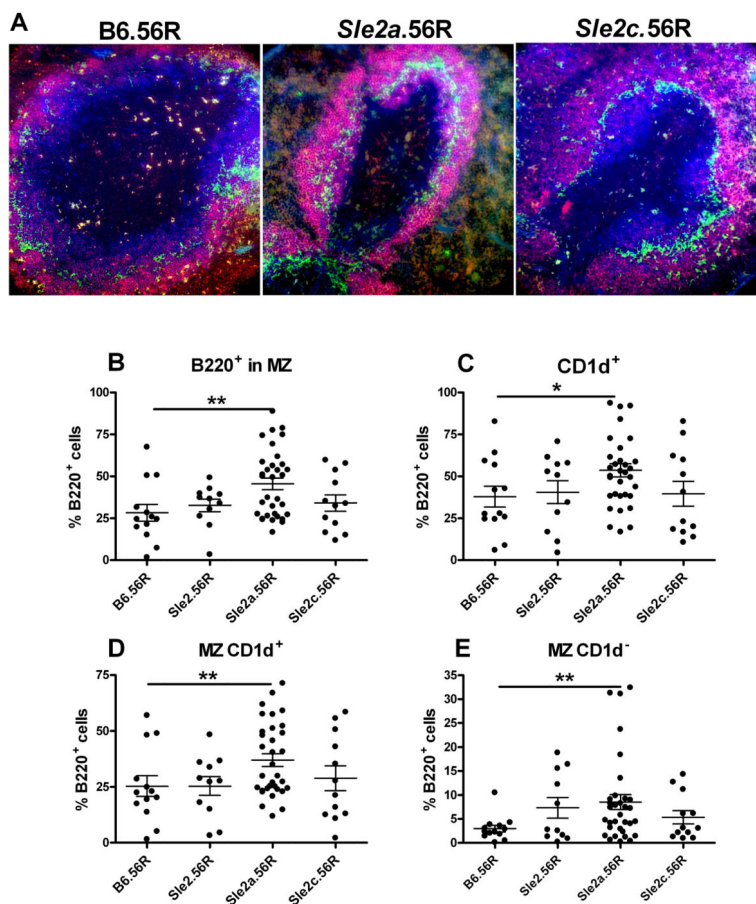 A
B6.56R
Sle2a.56R
Sle2c.56R
B
B220+ in MZ
**
% B220+ cells
100
75
50
25
0
B6.56R
Sle2.56R
Sle2a.56R
Sle2c.56R
C
CD1d+
*
% B220+ cells
100
75
50
25
0
B6.56R
Sle2.56R
Sle2a.56R
Sle2c.56R
D
MZ CD1d+
**
% B220+ cells
75
50
25
0
B6.56R
Sle2.56R
Sle2a.56R
Sle2c.56R
E
MZ CD1d-
**
% B220+ cells
35
30
25
20
15
10
5
0
B6.56R
Sle2.56R
Sle2a.56R
Sle2c.56R